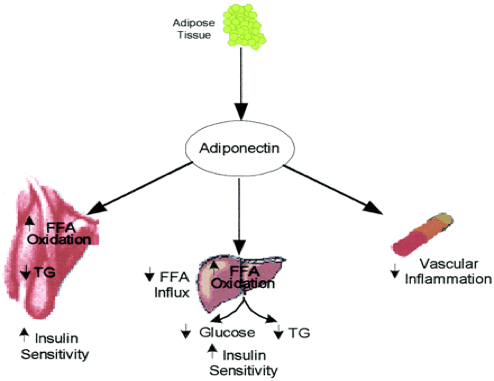 Adipose
Tissue
Adiponectin
↑ FFA
Oxidation
↓ TG
↑ Insulin
Sensitivity
↓ FFA
Influx
↑ FFA
Oxidation
↓ Glucose
↓ TG
↑ Insulin
Sensitivity
↓ Vascular
Inflammation